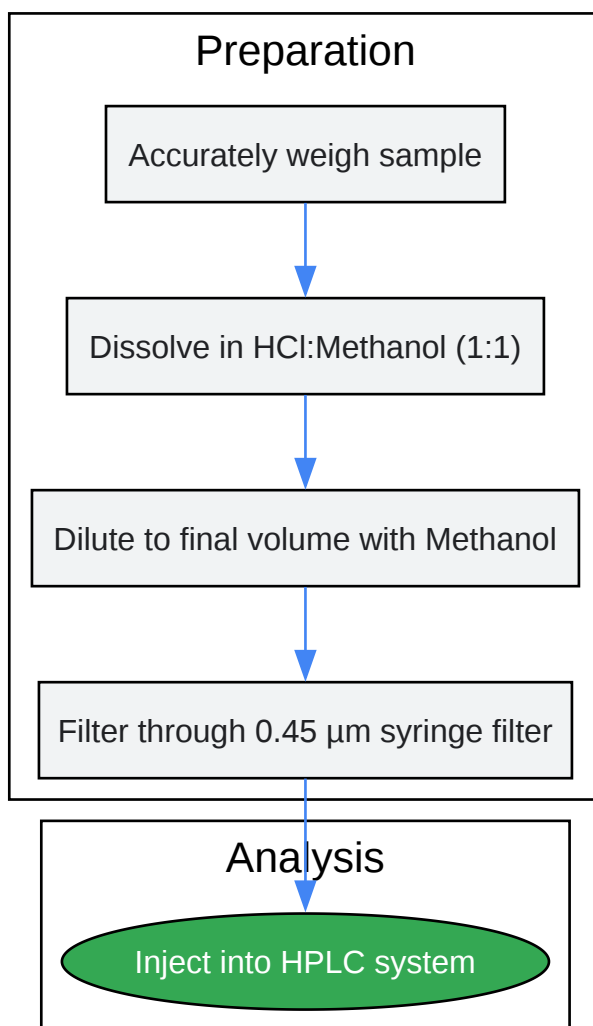 Preparation
Accurately weigh sample
Dissolve in HCl:Methanol (1:1)
Dilute to final volume with Methanol
Filter through 0.45 µm syringe filter
Analysis
Inject into HPLC system